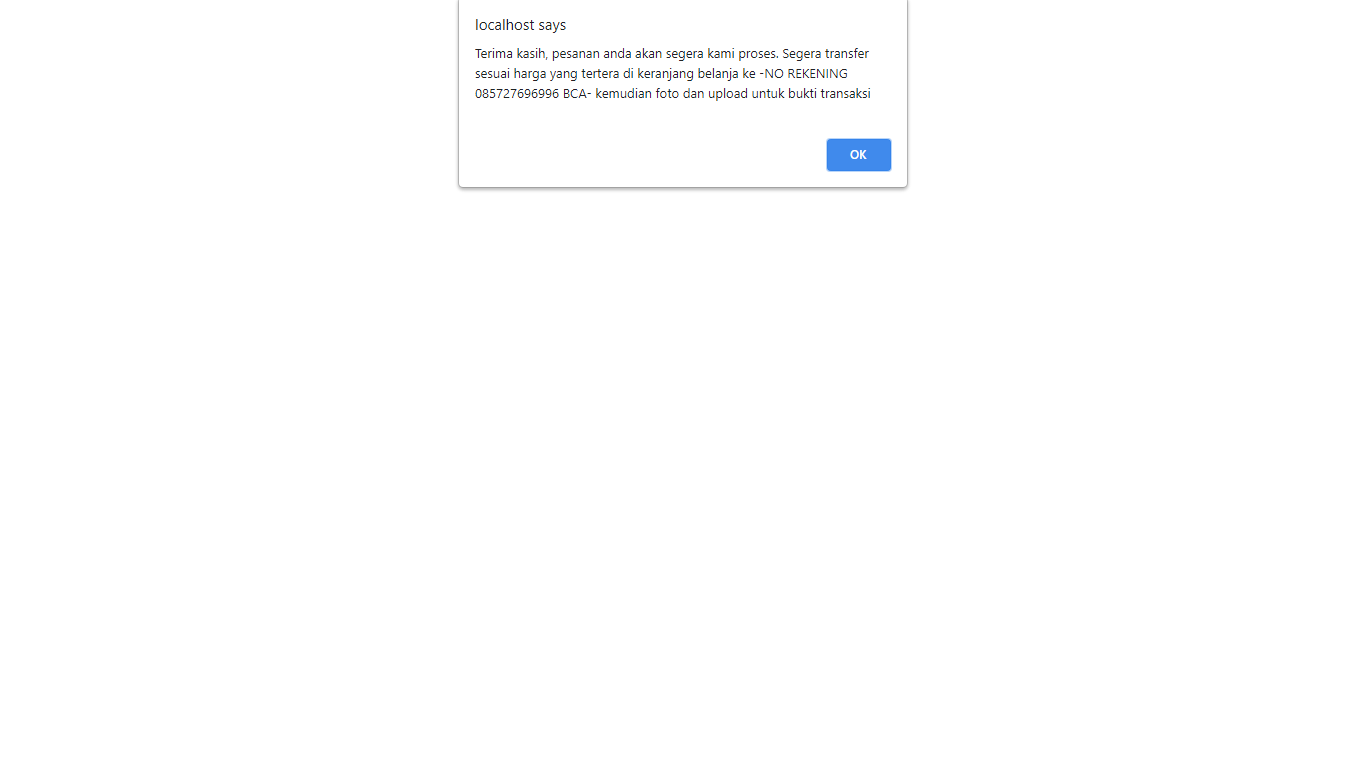 localhost says
Terima kasih, pesanan anda akan segera kami proses. Segera transfer
sesuai harga yang tertera di keranjang belanja ke -NO REKENING
085727696996 BCA- kemudian foto dan upload untuk bukti transaksi
OK